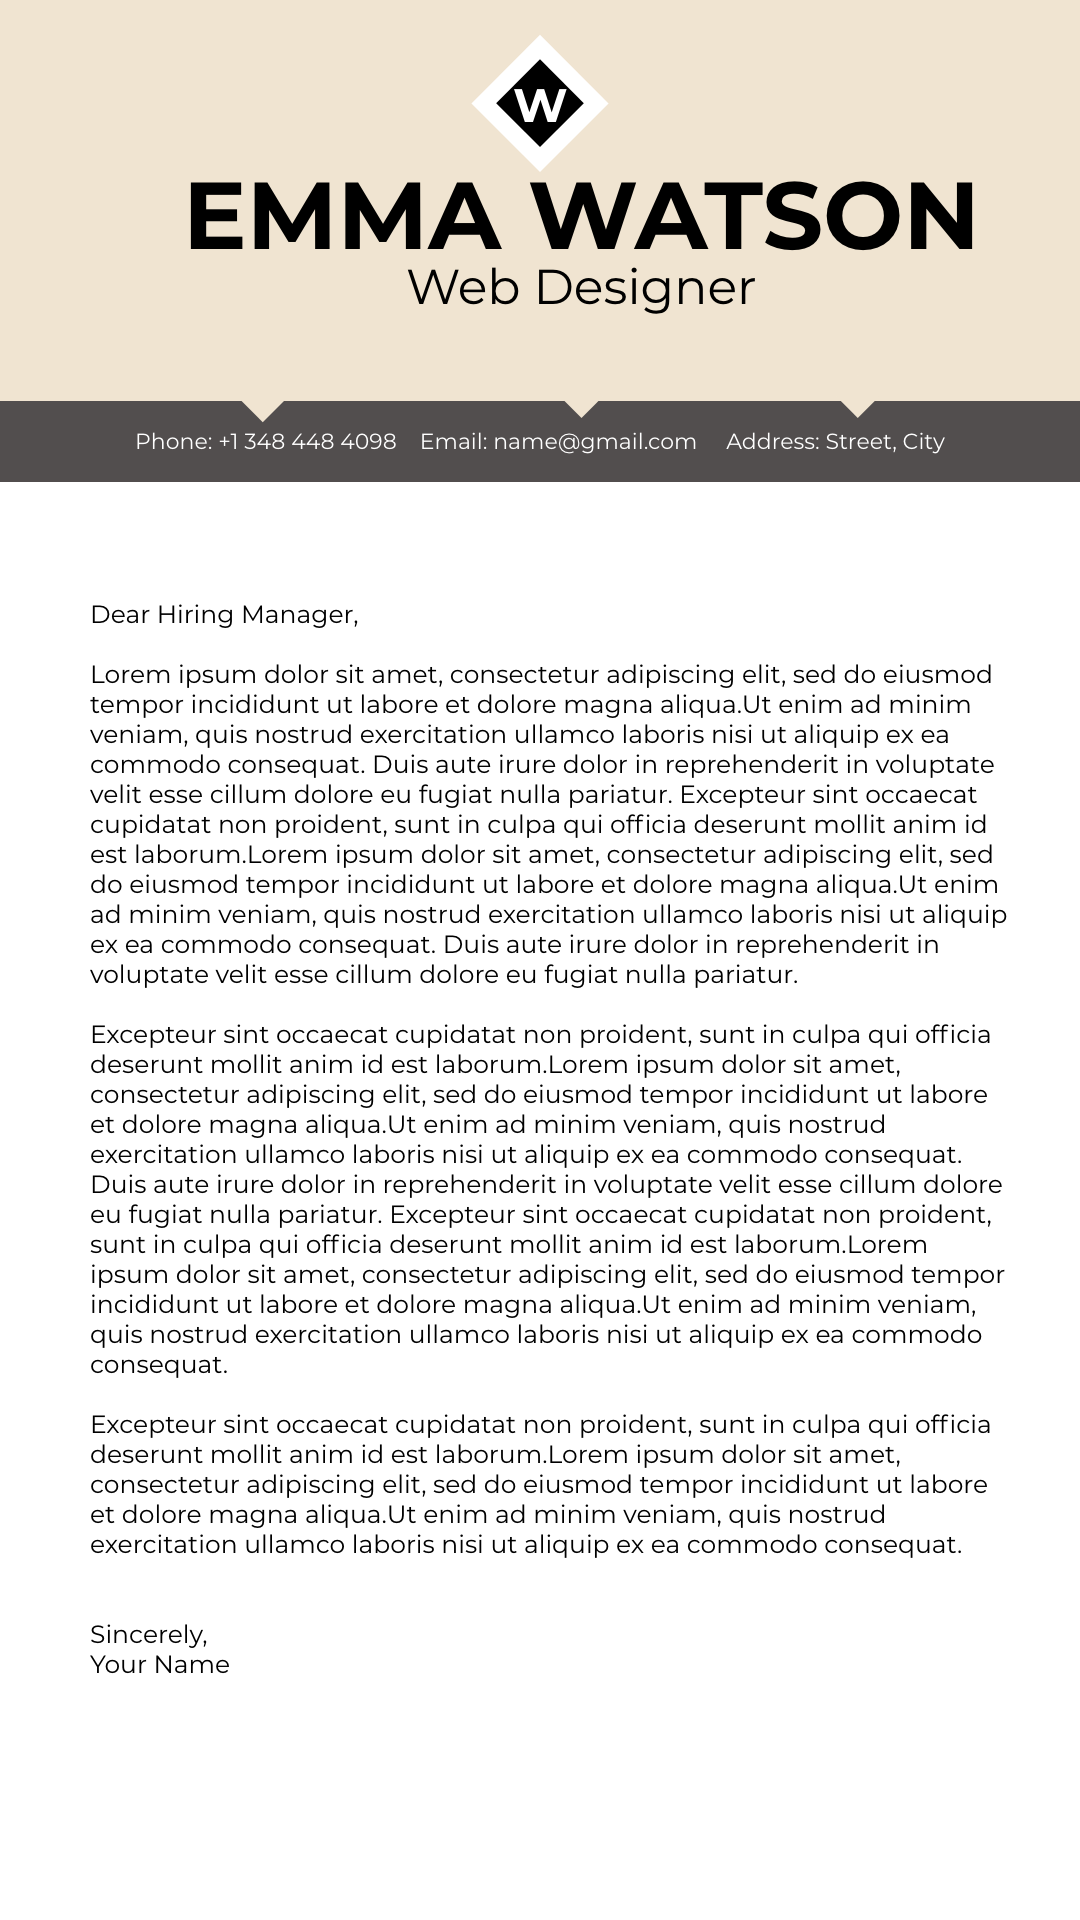 W
EMMA WATSON
Web Designer
Phone: +1 348 448 4098 Email: name@gmail.com Address: Street, City
Dear Hiring Manager,
Lorem ipsum dolor sit amet, consectetur adipiscing elit, sed do eiusmod
tempor incididunt ut labore et dolore magna aliqua.Ut enim ad minim
veniam, quis nostrud exercitation ullamco laboris nisi ut aliquip ex ea
commodo consequat. Duis aute irure dolor in reprehenderit in voluptate
velit esse cillum dolore eu fugiat nulla pariatur. Excepteur sint occaecat
cupidatat non proident, sunt in culpa qui officia deserunt mollit anim id
est laborum.Lorem ipsum dolor sit amet, consectetur adipiscing elit, sed
do eiusmod tempor incididunt ut labore et dolore magna aliqua.Ut enim
ad minim veniam, quis nostrud exercitation ullamco laboris nisi ut aliquip
ex ea commodo consequat. Duis aute irure dolor in reprehenderit in
voluptate velit esse cillum dolore eu fugiat nulla pariatur.
Excepteur sint occaecat cupidatat non proident, sunt in culpa qui officia
deserunt mollit anim id est laborum.Lorem ipsum dolor sit amet,
consectetur adipiscing elit, sed do eiusmod tempor incididunt ut labore
et dolore magna aliqua.Ut enim ad minim veniam, quis nostrud
exercitation ullamco laboris nisi ut aliquip ex ea commodo consequat.
Duis aute irure dolor in reprehenderit in voluptate velit esse cillum dolore
eu fugiat nulla pariatur. Excepteur sint occaecat cupidatat non proident,
sunt in culpa qui officia deserunt mollit anim id est laborum.Lorem
ipsum dolor sit amet, consectetur adipiscing elit, sed do eiusmod tempor
incididunt ut labore et dolore magna aliqua.Ut enim ad minim veniam,
quis nostrud exercitation ullamco laboris nisi ut aliquip ex ea commodo
consequat.
Excepteur sint occaecat cupidatat non proident, sunt in culpa qui officia
deserunt mollit anim id est laborum.Lorem ipsum dolor sit amet,
consectetur adipiscing elit, sed do eiusmod tempor incididunt ut labore
et dolore magna aliqua.Ut enim ad minim veniam, quis nostrud
exercitation ullamco laboris nisi ut aliquip ex ea commodo consequat.
Sincerely,
Your Name